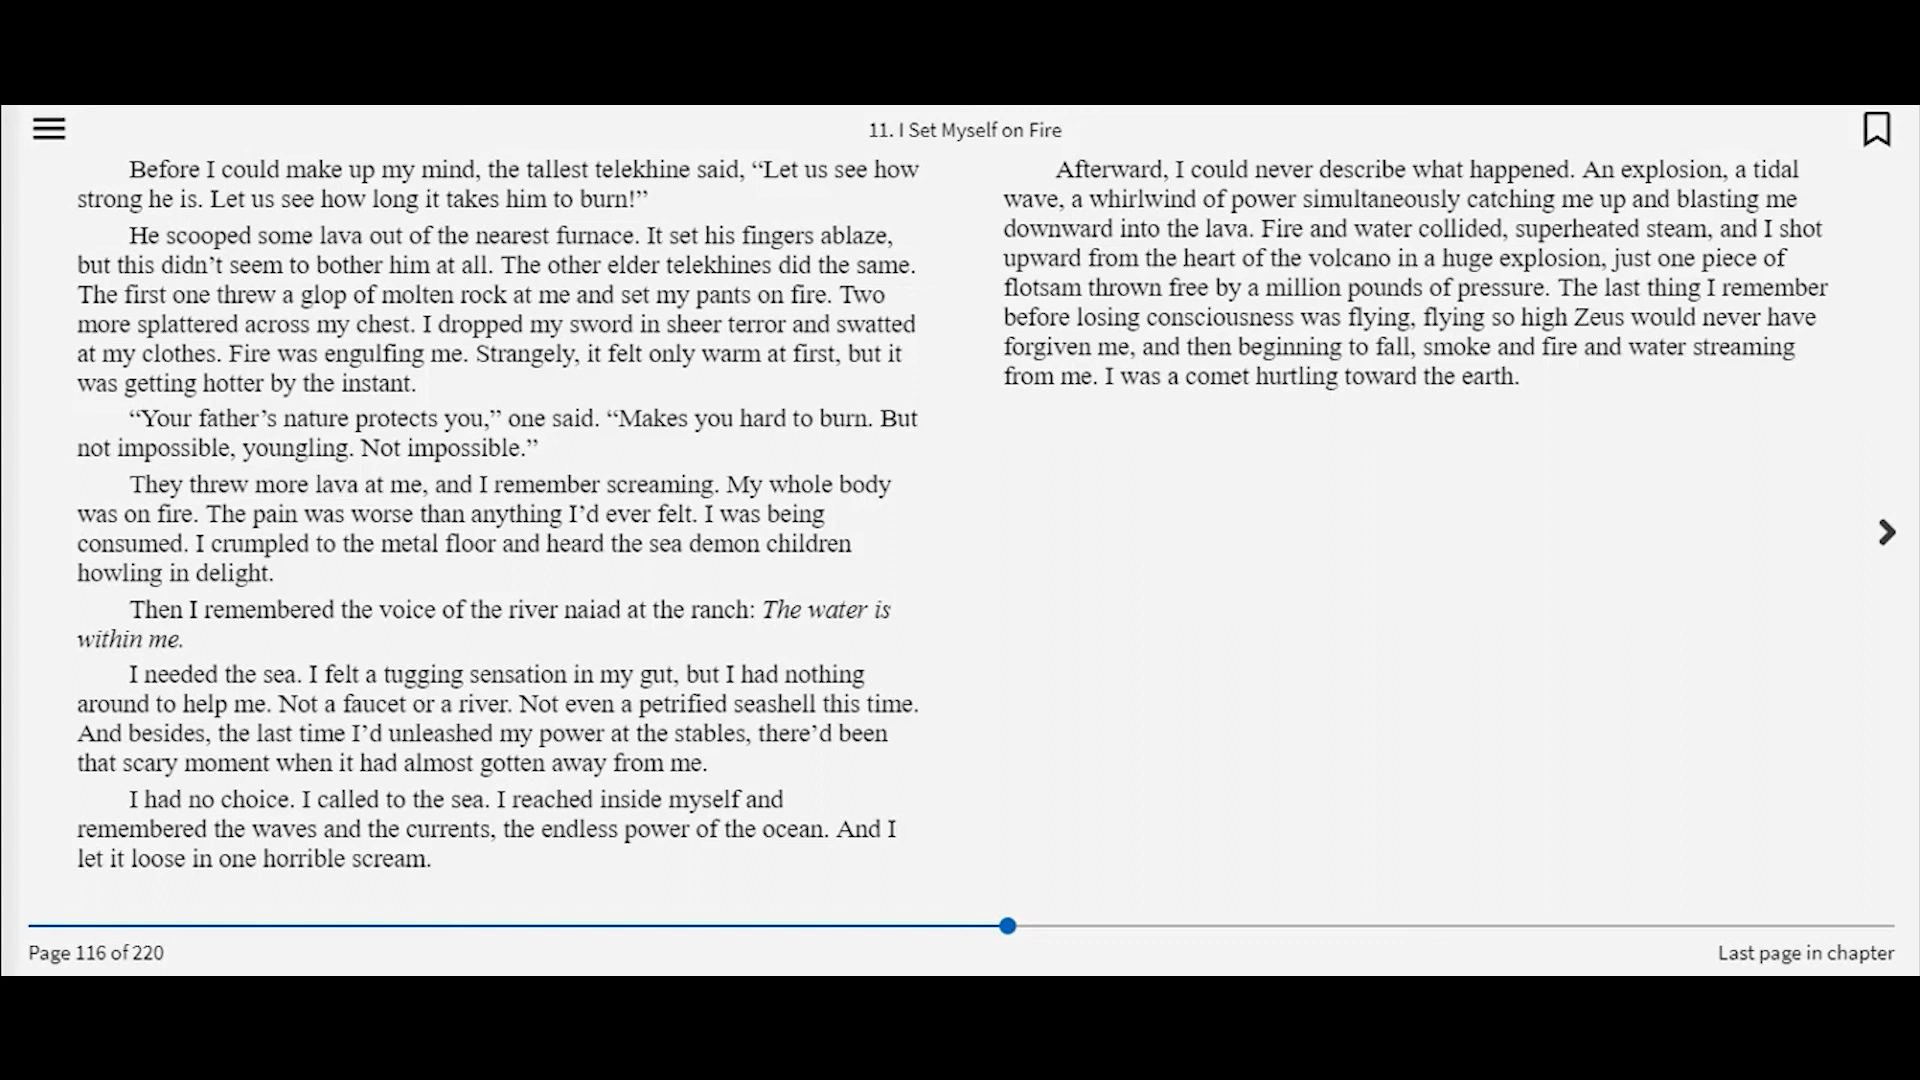 11. I Set Myself on Fire
Before I could make up my mind, the tallest telekhine said, “Let us see how
strong he is. Let us see how long it takes him to burn!”
He scooped some lava out of the nearest furnace. It set his fingers ablaze,
but this didn’t seem to bother him at all. The other elder telekhines did the same.
The first one threw a glop of molten rock at me and set my pants on fire. Two
more splattered across my chest. I dropped my sword in sheer terror and swatted
at my clothes. Fire was engulfing me. Strangely, it felt only warm at first, but it
was getting hotter by the instant.
“Your father’s nature protects you,” one said. “Makes you hard to burn. But
not impossible, youngling. Not impossible.”
They threw more lava at me, and I remember screaming. My whole body
was on fire. The pain was worse than anything I’d ever felt. I was being
consumed. I crumpled to the metal floor and heard the sea demon children
howling in delight.
Then I remembered the voice of the river naiad at the ranch: The water is
within me.
I needed the sea. I felt a tugging sensation in my gut, but I had nothing
around to help me. Not a faucet or a river. Not even a petrified seashell this time.
And besides, the last time I’d unleashed my power at the stables, there’d been
that scary moment when it had almost gotten away from me.
I had no choice. I called to the sea. I reached inside myself and
remembered the waves and the currents, the endless power of the ocean. And I
let it loose in one horrible scream.
Afterward, I could never describe what happened. An explosion, a tidal
wave, a whirlwind of power simultaneously catching me up and blasting me
downward into the lava. Fire and water collided, superheated steam, and I shot
upward from the heart of the volcano in a huge explosion, just one piece of
flotsam thrown free by a million pounds of pressure. The last thing I remember
before losing consciousness was flying, flying so high Zeus would never have
forgiven me, and then beginning to fall, smoke and fire and water streaming
from me. I was a comet hurtling toward the earth.
Page 116 of 220
Last page in chapter